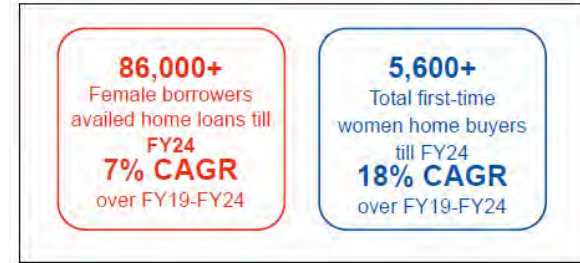 86,000+
Female borrowers
availed home loans till
FY24
7% CAGR
over FY19-FY24
5,600+
Total first-time
women home buyers
till FY24
18% CAGR
over FY19-FY24